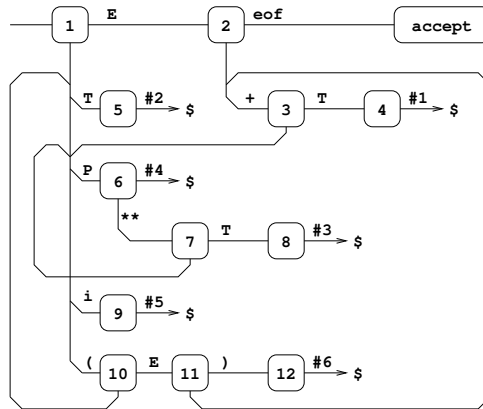 E eof
1 2 accept
T #2 + T #1
5 $ 3 4 $
P #4
6 $
** T #3
7 8 $
i #5
9 $
( E ) #6
10 11 12 $